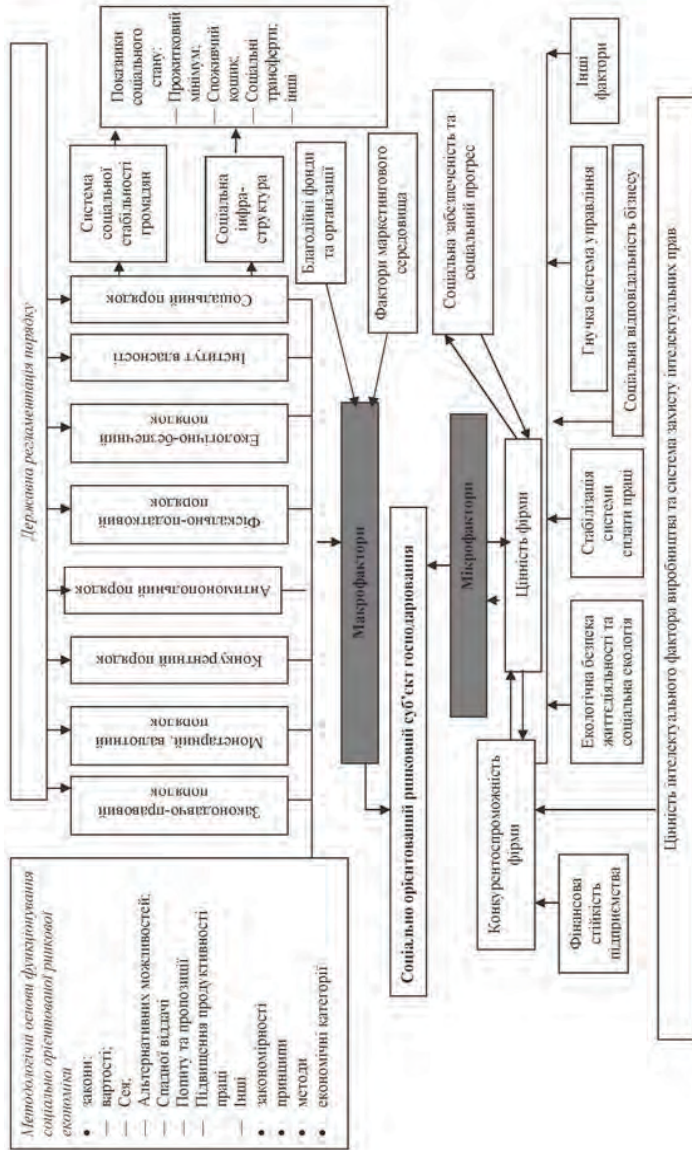 Державна регламентація порядку
Методологічні основи функціонування
соціально орієнтованої ринкової
економіки
• закони:
— вартості;
— Сея;
— Альтернативних можливостей;
— Спадної віддачі
— Попиту та пропозиції
— Підвищення продуктивності
праці
— Інші
• закономірності
• принципи
• методи
• економічні категорії
Законодавчо-правовий
порядок
Монетарний, валютний
порядок
Конкурентний порядок
Антимонопольний порядок
Фіскально-податковий
порядок
Екологічно-безпечний
порядок
Інститут власності
Соціальний порядок
Система
соціальної
стабільності
громадян
Соціальна
інфра-
структура
Показники
соціального
стану:
— Прожитковий
мінімум;
— Споживчий
кошик;
— Соціальні
трансферти;
— інші
Благодійні фонди
та організації
Фактори маркетингового
середовища
Макрофактори
Соціально орієнтований ринковий суб’єкт господарювання
Мікрофактори
Соціальна забезпеченість та
соціальний прогрес
Конкурентоспроможність
фірми
Цінність фірми
Фінансова
стійкість
підприємства
Екологічна безпека
життєдіяльності та
соціальна екологія
Стабілізація
системи
сплати праці
Гнучка система управління
Соціальна відповідальність бізнесу
Інші
фактори
Цінність інтелектуального фактора виробництва та система захисту інтелектуальних прав